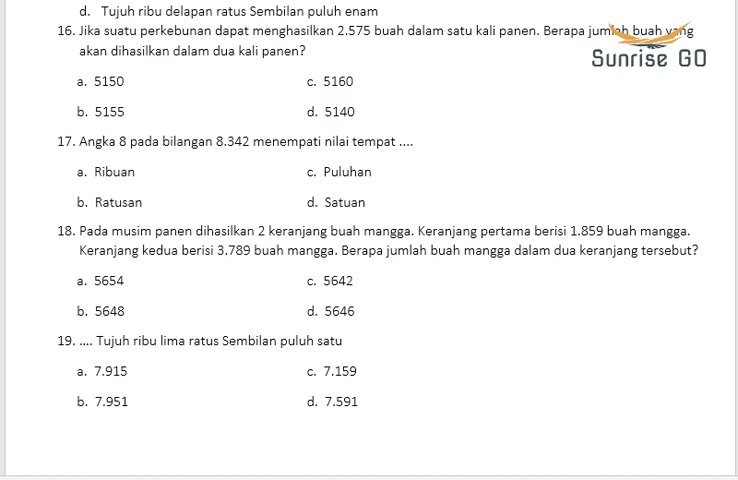 d. Tujuh ribu delapan ratus Sembilan puluh enam
16. Jika suatu perkebunan dapat menghasilkan 2.575 buah dalam satu kali panen. Berapa jumlah buah yang
akan dihasilkan dalam dua kali panen?
Sunrise GO
a. 5150 c. 5160
b. 5155 d. 5140
17. Angka 8 pada bilangan 8.342 menempati nilai tempat ....
a. Ribuan c. Puluhan
b. Ratusan d. Satuan
18. Pada musim panen dihasilkan 2 keranjang buah mangga. Keranjang pertama berisi 1.859 buah mangga.
Keranjang kedua berisi 3.789 buah mangga. Berapa jumlah buah mangga dalam dua keranjang tersebut?
a. 5654 c. 5642
b. 5648 d. 5646
19. .... Tujuh ribu lima ratus Sembilan puluh satu
a. 7.915 c. 7.159
b. 7.951 d. 7.591